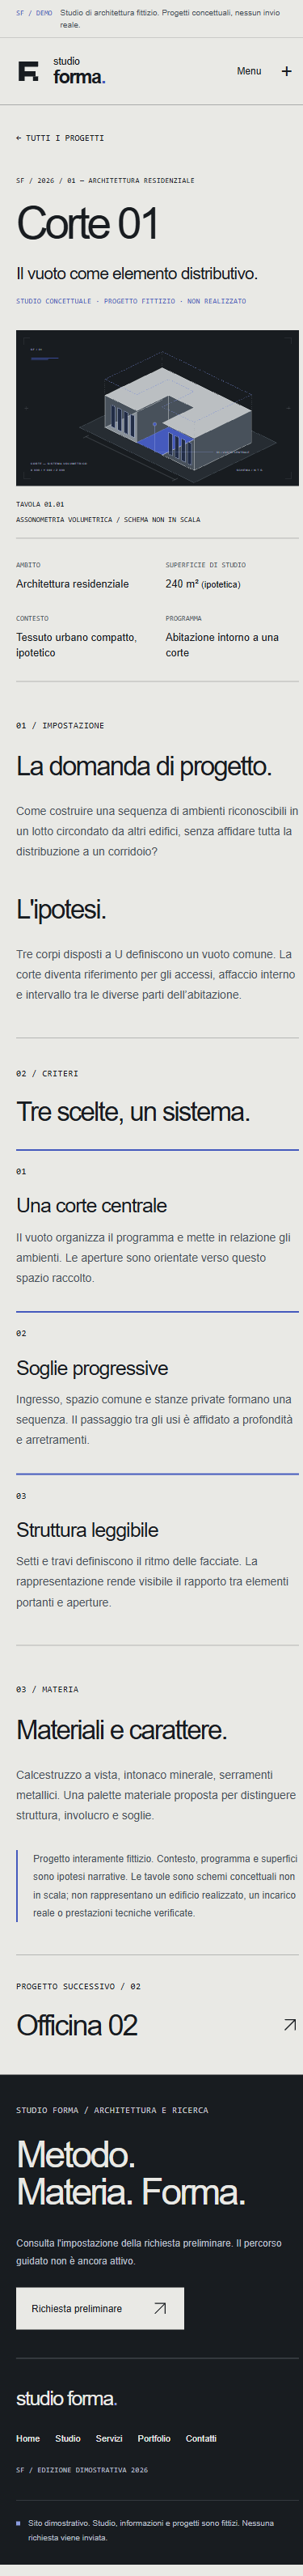 SF / DEMO Studio di architettura fittizio. Progetti concettuali, nessun invio
reale.
studio
forma.
Menu +
← TUTTI I PROGETTI
SF / 2026 / 01 — ARCHITETTURA RESIDENZIALE
Corte 01
Il vuoto come elemento distributivo.
STUDIO CONCETTUALE · PROGETTO FITTIZIO · NON REALIZZATO
TAVOLA 01.01
ASSONOMETRIA VOLUMETRICA / SCHEMA NON IN SCALA
AMBITO
Architettura residenziale
SUPERFICIE DI STUDIO
240 m² (ipotetica)
CONTESTO
Tessuto urbano compatto,
ipotetico
PROGRAMMA
Abitazione intorno a una
corte
01 / IMPOSTAZIONE
La domanda di progetto.
Come costruire una sequenza di ambienti riconoscibili in
un lotto circondato da altri edifici, senza affidare tutta la
distribuzione a un corridoio?
L'ipotesi.
Tre corpi disposti a U definiscono un vuoto comune. La
corte diventa riferimento per gli accessi, affaccio interno
e intervallo tra le diverse parti dell’abitazione.
02 / CRITERI
Tre scelte, un sistema.
01
Una corte centrale
Il vuoto organizza il programma e mette in relazione gli
ambienti. Le aperture sono orientate verso questo
spazio raccolto.
02
Soglie progressive
Ingresso, spazio comune e stanze private formano una
sequenza. Il passaggio tra gli usi è affidato a profondità
e arretramenti.
03
Struttura leggibile
Setti e travi definiscono il ritmo delle facciate. La
rappresentazione rende visibile il rapporto tra elementi
portanti e aperture.
03 / MATERIA
Materiali e carattere.
Calcestruzzo a vista, intonaco minerale, serramenti
metallici. Una palette materiale proposta per distinguere
struttura, involucro e soglie.
Progetto interamente fittizio. Contesto, programma e superfici
sono ipotesi narrative. Le tavole sono schemi concettuali non
in scala; non rappresentano un edificio realizzato, un incarico
reale o prestazioni tecniche verificate.
PROGETTO SUCCESSIVO / 02
Officina 02
STUDIO FORMA / ARCHITETTURA E RICERCA
Metodo.
Materia. Forma.
Consulta l'impostazione della richiesta preliminare. Il percorso
guidato non è ancora attivo.
Richiesta preliminare
studio forma.
Home Studio Servizi Portfolio Contatti
SF / EDIZIONE DIMOSTRATIVA 2026
Sito dimostrativo. Studio, informazioni e progetti sono fittizi. Nessuna
richiesta viene inviata.